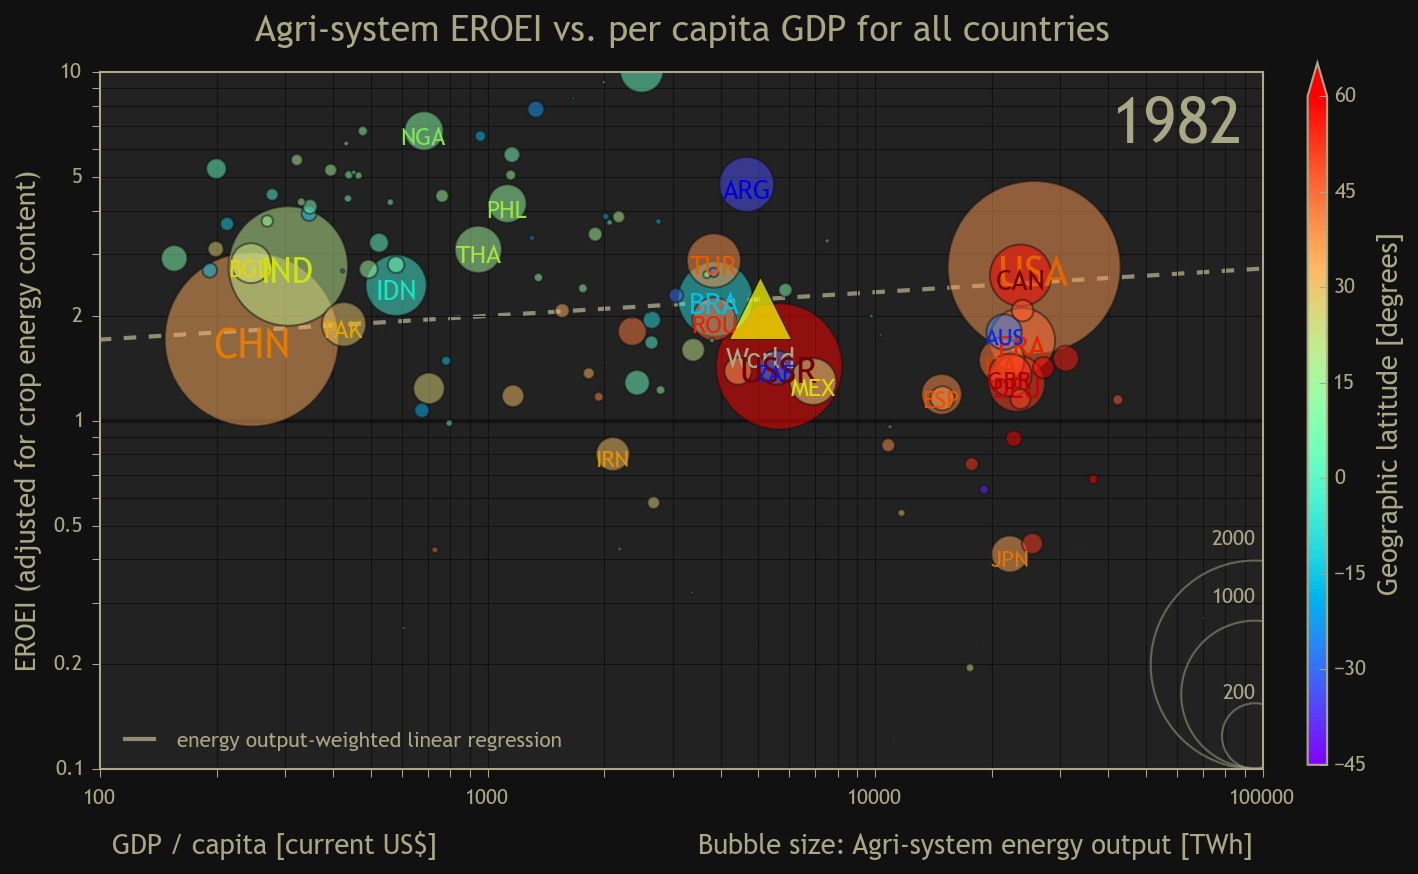 Agri-system EROEI vs. per capita GDP for all countries
1982
EROEI (adjusted for crop energy content)
10
5
2
1
0.5
0.2
0.1
NGA
ARG
PHL
THA
BGD
IND
IDN
TUR
USA
CAN
BRA
ROU
PAK
CHN
World
USSR
ZAF
MEX
AUS
FRA
GBR
DEU
ESP
IRN
JPN
2000
1000
200
energy output-weighted linear regression
100
1000
10000
100000
GDP / capita [current US$]
Bubble size: Agri-system energy output [TWh]
60
45
30
15
0
−15
−30
−45
Geographic latitude [degrees]